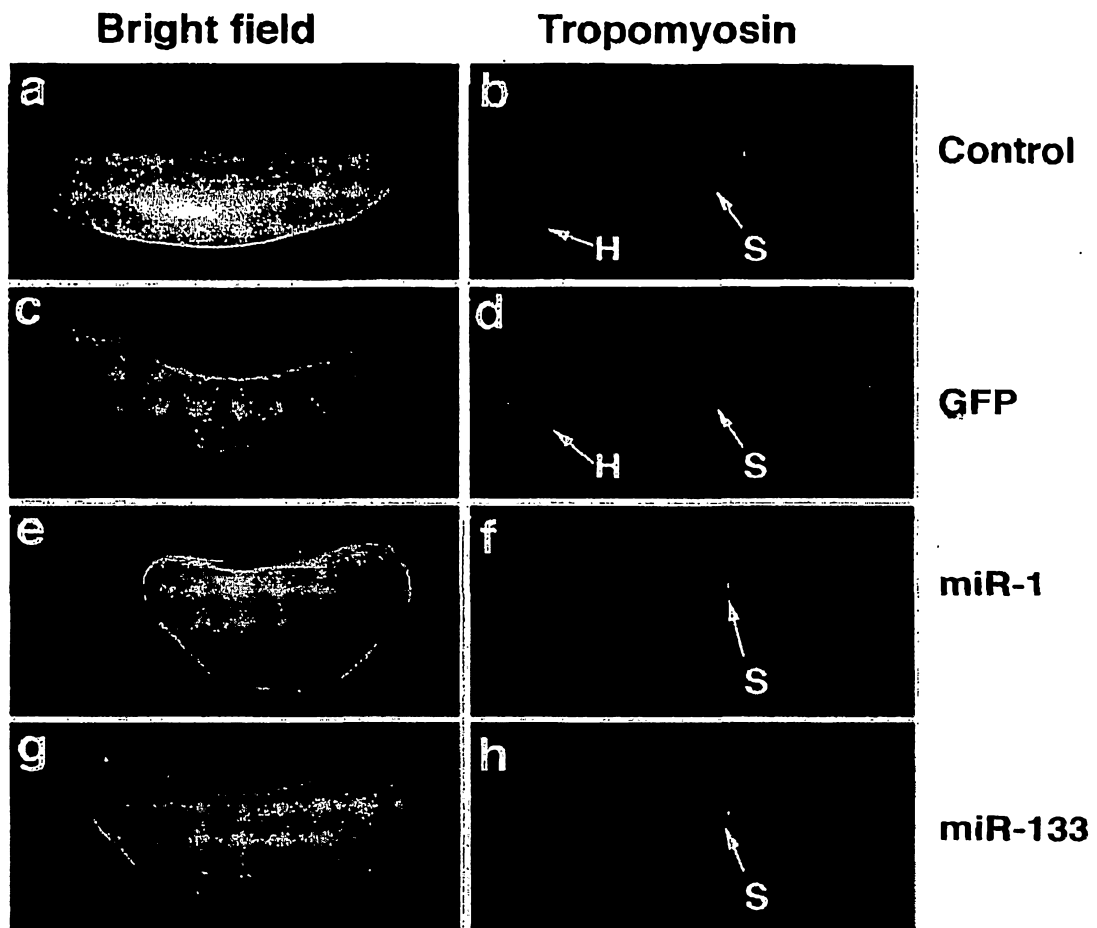 Bright field Tropomyosin
a b Control
H S
c d GFP
H S
e f miR-1
S
g h miR-133
S